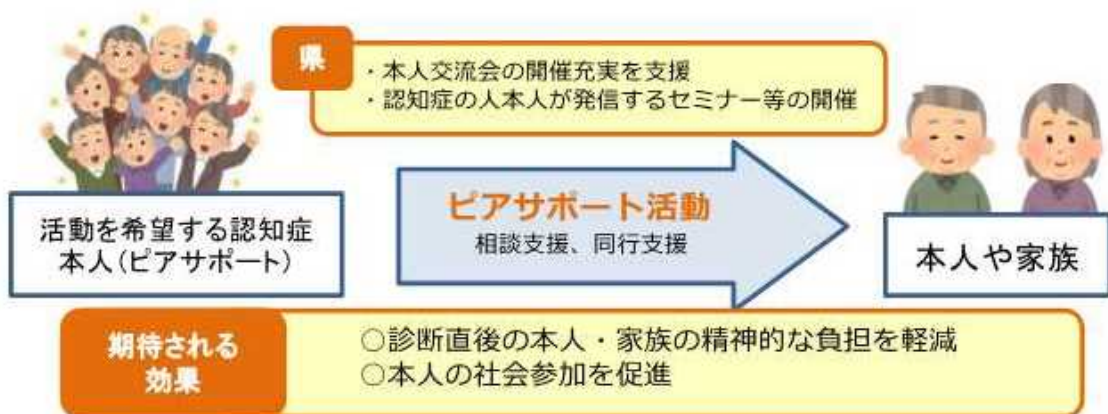 県
・本人交流会の開催充実を支援
・認知症の人本人が発信するセミナー等の開催
活動を希望する認知症
本人(ピアサポート)
ピアサポート活動
相談支援、同行支援
本人や家族
期待される
効果
○診断直後の本人・家族の精神的な負担を軽減
○本人の社会参加を促進